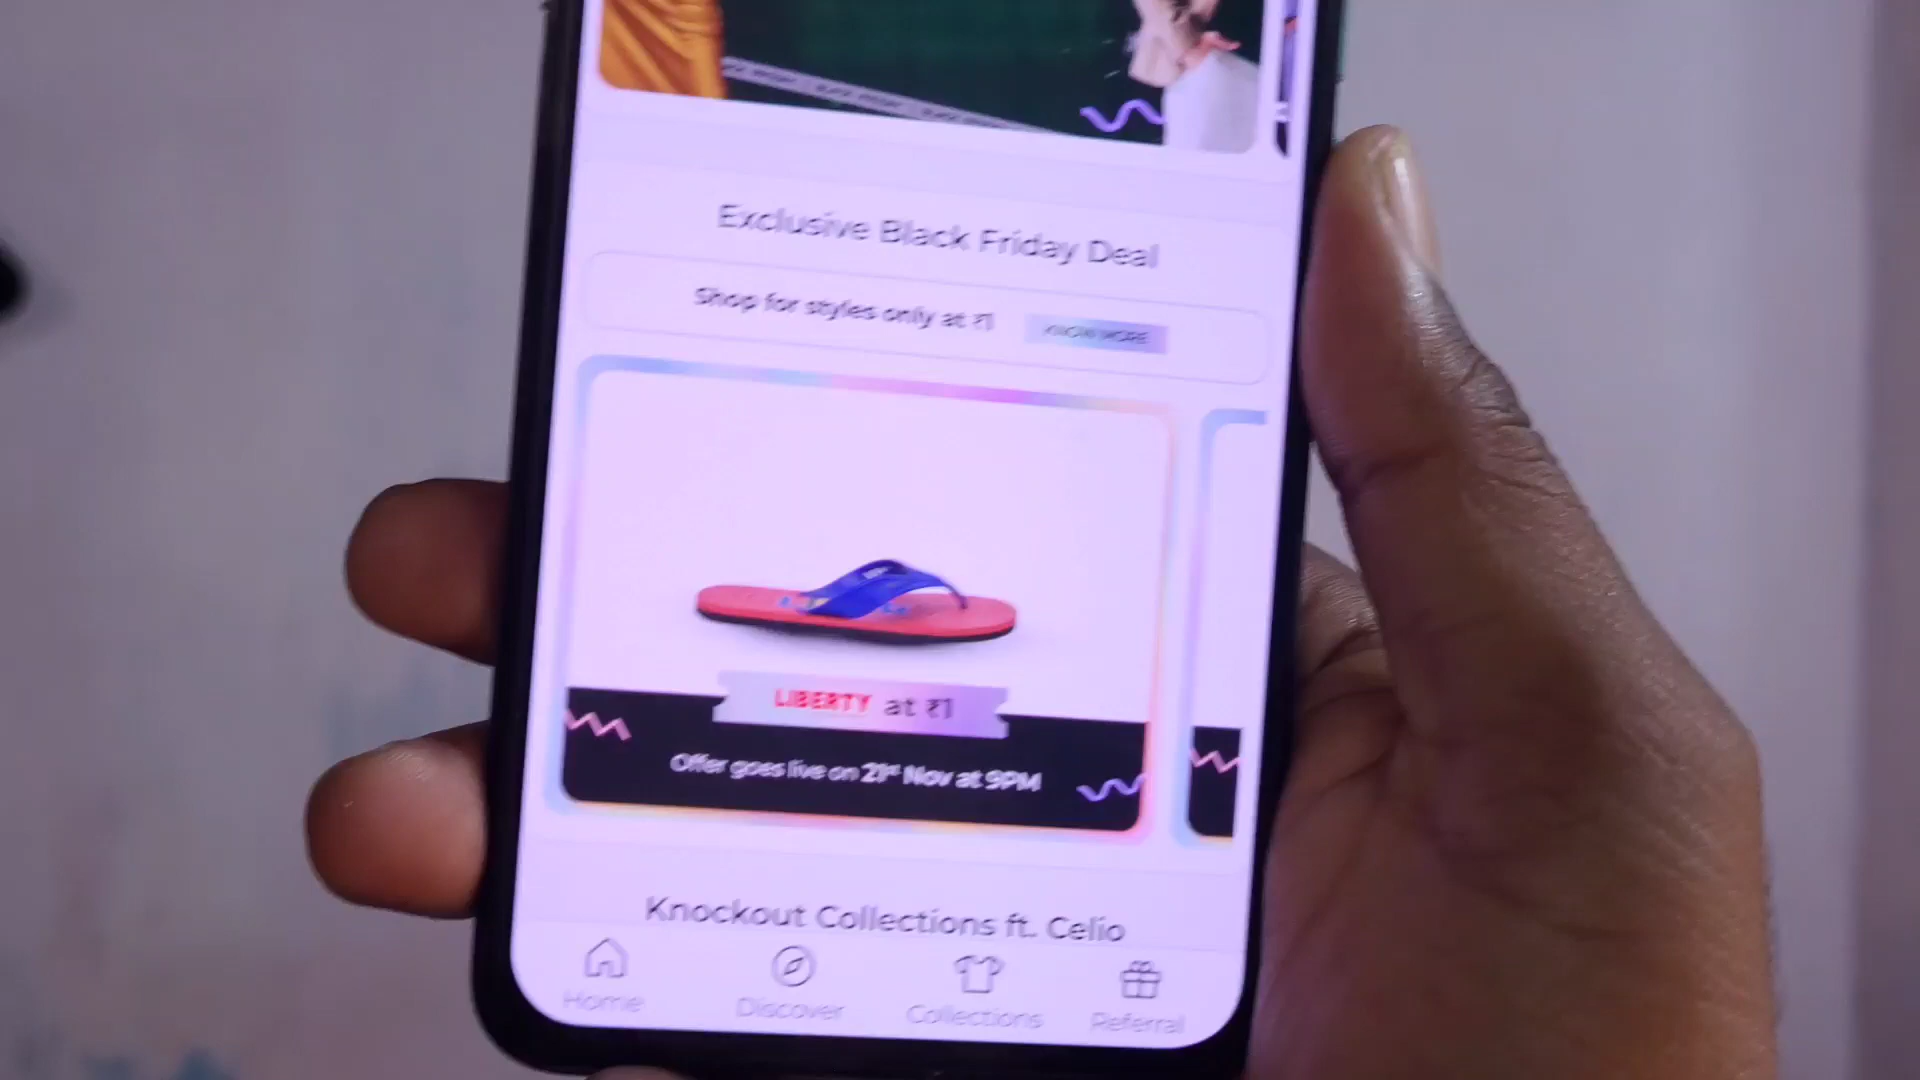 Exclusive Black Friday Deal
Shop for styles only at ₹1
KNOW MORE
LIBERTY at ₹1
Offer goes live on 21st Nov at 9PM
Knockout Collections ft. Celio
Home
Discover
Collections
Referral